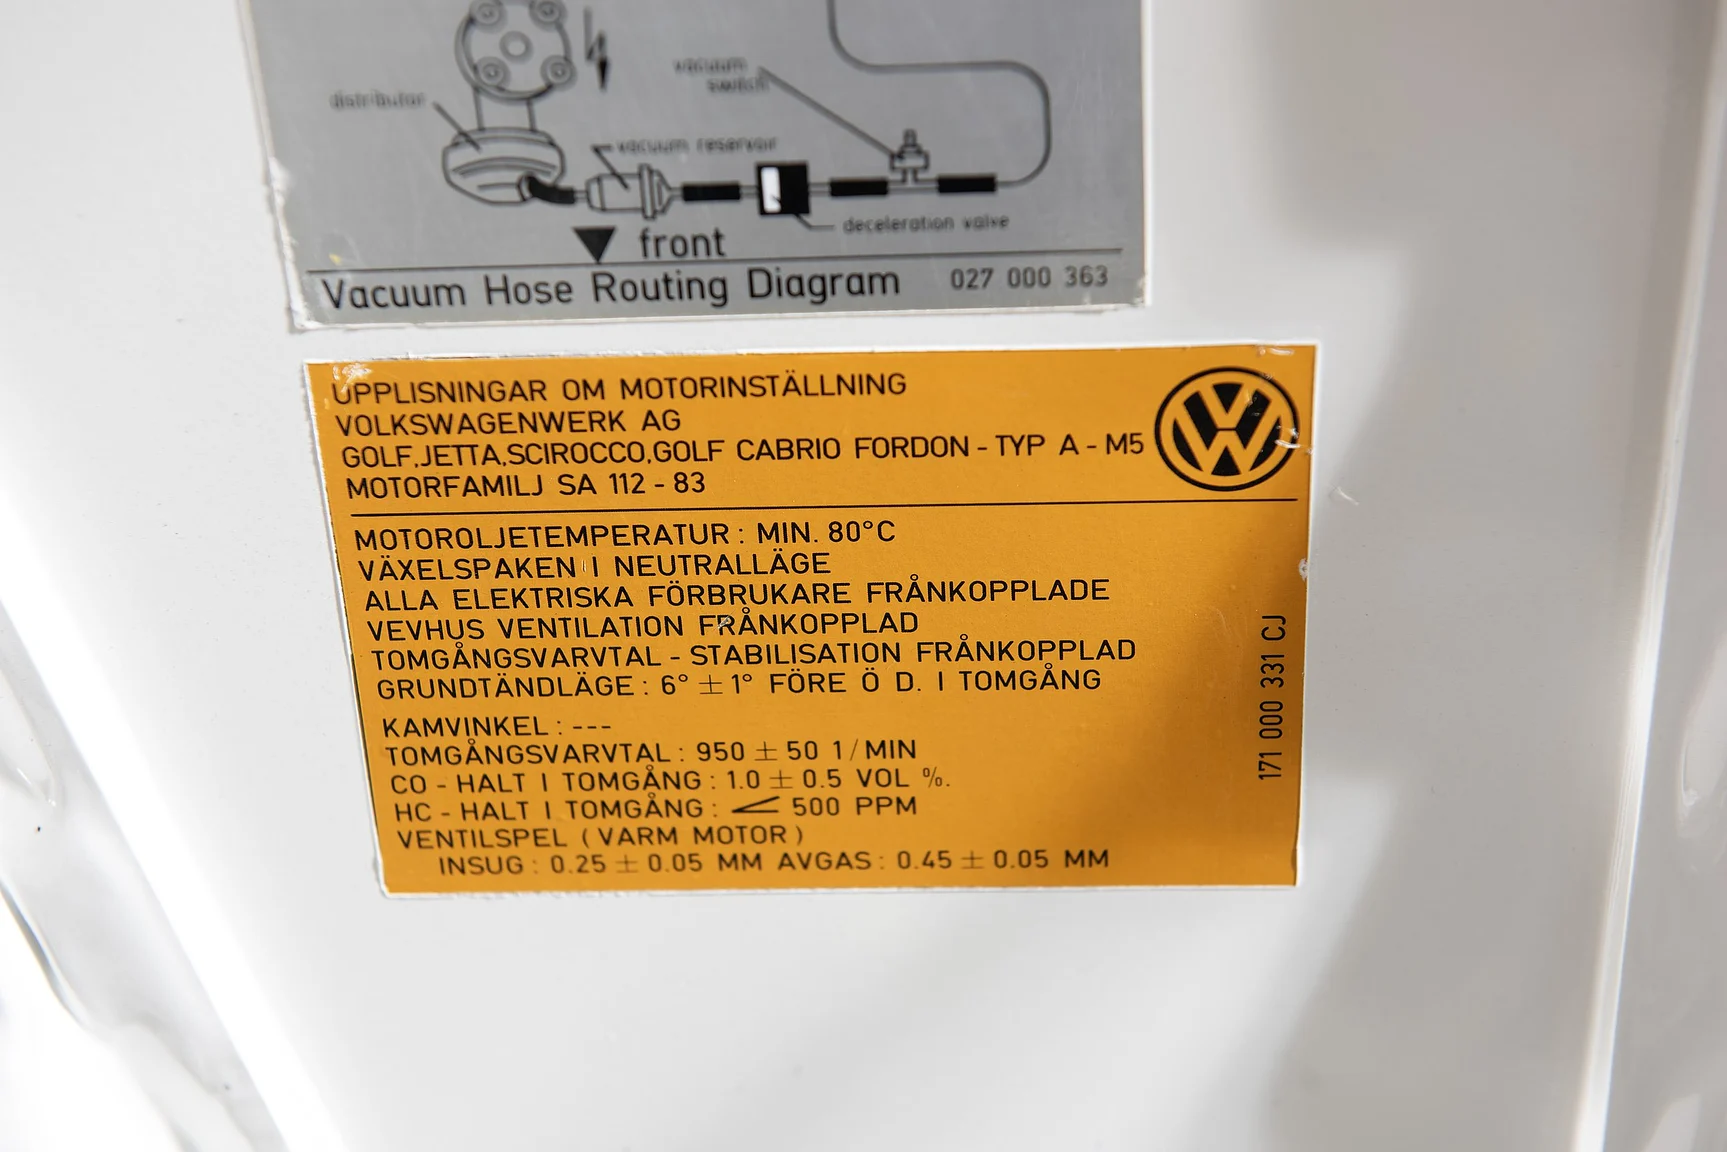 distributor
vacuum
switch
vacuum reservoir
deceleration valve
front
Vacuum Hose Routing Diagram 027 000 363
UPPLISNINGAR OM MOTORINSTÄLLNING
VOLKSWAGENWERK AG
GOLF,JETTA,SCIROCCO,GOLF CABRIO FORDON - TYP A - M5
MOTORFAMILJ SA 112 - 83
MOTOROLJETEMPERATUR : MIN. 80°C
VÄXELSPAKEN I NEUTRALLÄGE
ALLA ELEKTRISKA FÖRBRUKARE FRÅNKOPPLADE
VEVHUS VENTILATION FRÅNKOPPLAD
TOMGÅNGSVARVTAL - STABILISATION FRÅNKOPPLAD
GRUNDTÄNDLÄGE : 6° ± 1° FÖRE Ö D. I TOMGÅNG
KAMVINKEL : ---
TOMGÅNGSVARVTAL : 950 ± 50 1/MIN
CO - HALT I TOMGÅNG : 1.0 ± 0.5 VOL %.
HC - HALT I TOMGÅNG : ≤ 500 PPM
VENTILSPEL ( VARM MOTOR )
INSUG : 0.25 ± 0.05 MM AVGAS : 0.45 ± 0.05 MM
171 000 331 CJ